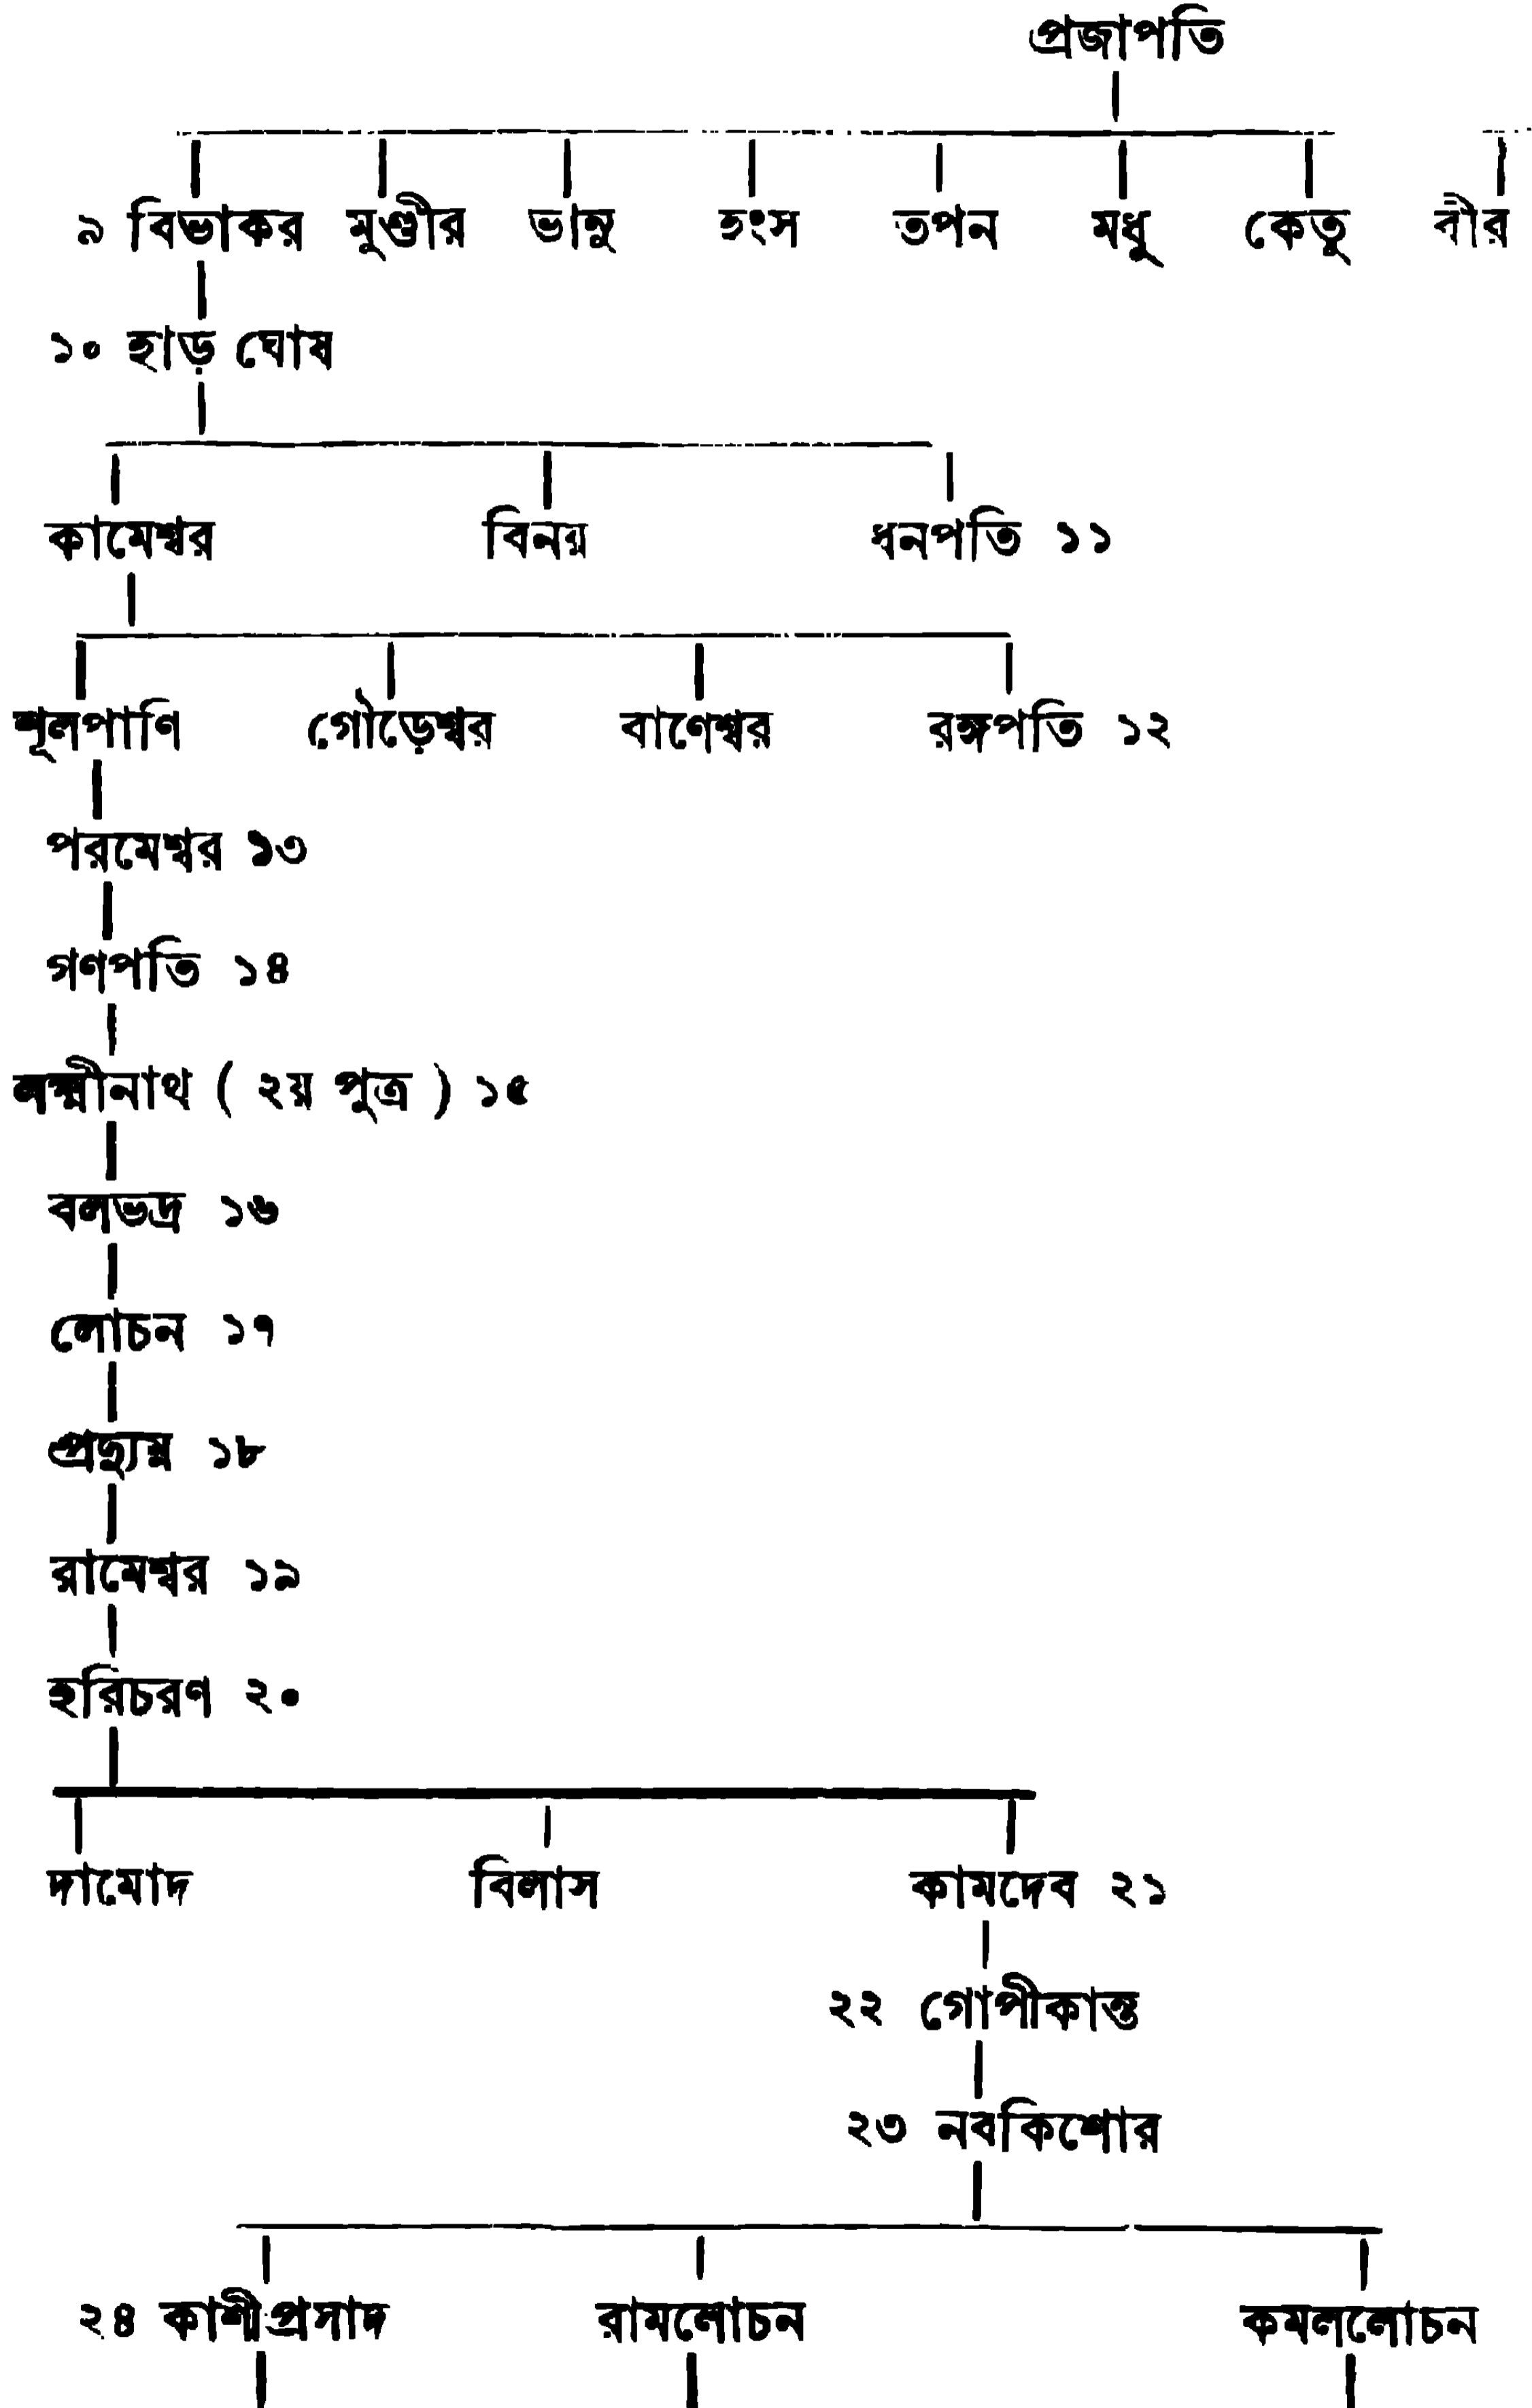 প্রজাপতি
৯ বিভাকর মুণ্ডীর ভানু হংস তপন মধু কেতু বীর
১০ হাড় ঘোষ
কামেশ্বর বিনয় ধনপতি ১১
শূলপাণি গৌড়েশ্বর বাণেশ্বর রঙ্গপতি ১২
পরমেশ্বর ১৩
গণপতি ১৪
লক্ষ্মীনাথ ( ২য় পুত্র ) ১৫
বলভদ্র ১৬
লোচন ১৭
প্রদ্যুম্ন ১৮
রামেশ্বর ১৯
হরিচরণ ২০
দামোদ বিলাস কামদেব ২১
২২ গোপীকান্ত
২৩ নবকিশোর
২৪ কাশীপ্রসাদ রামলোচন কমললোচন